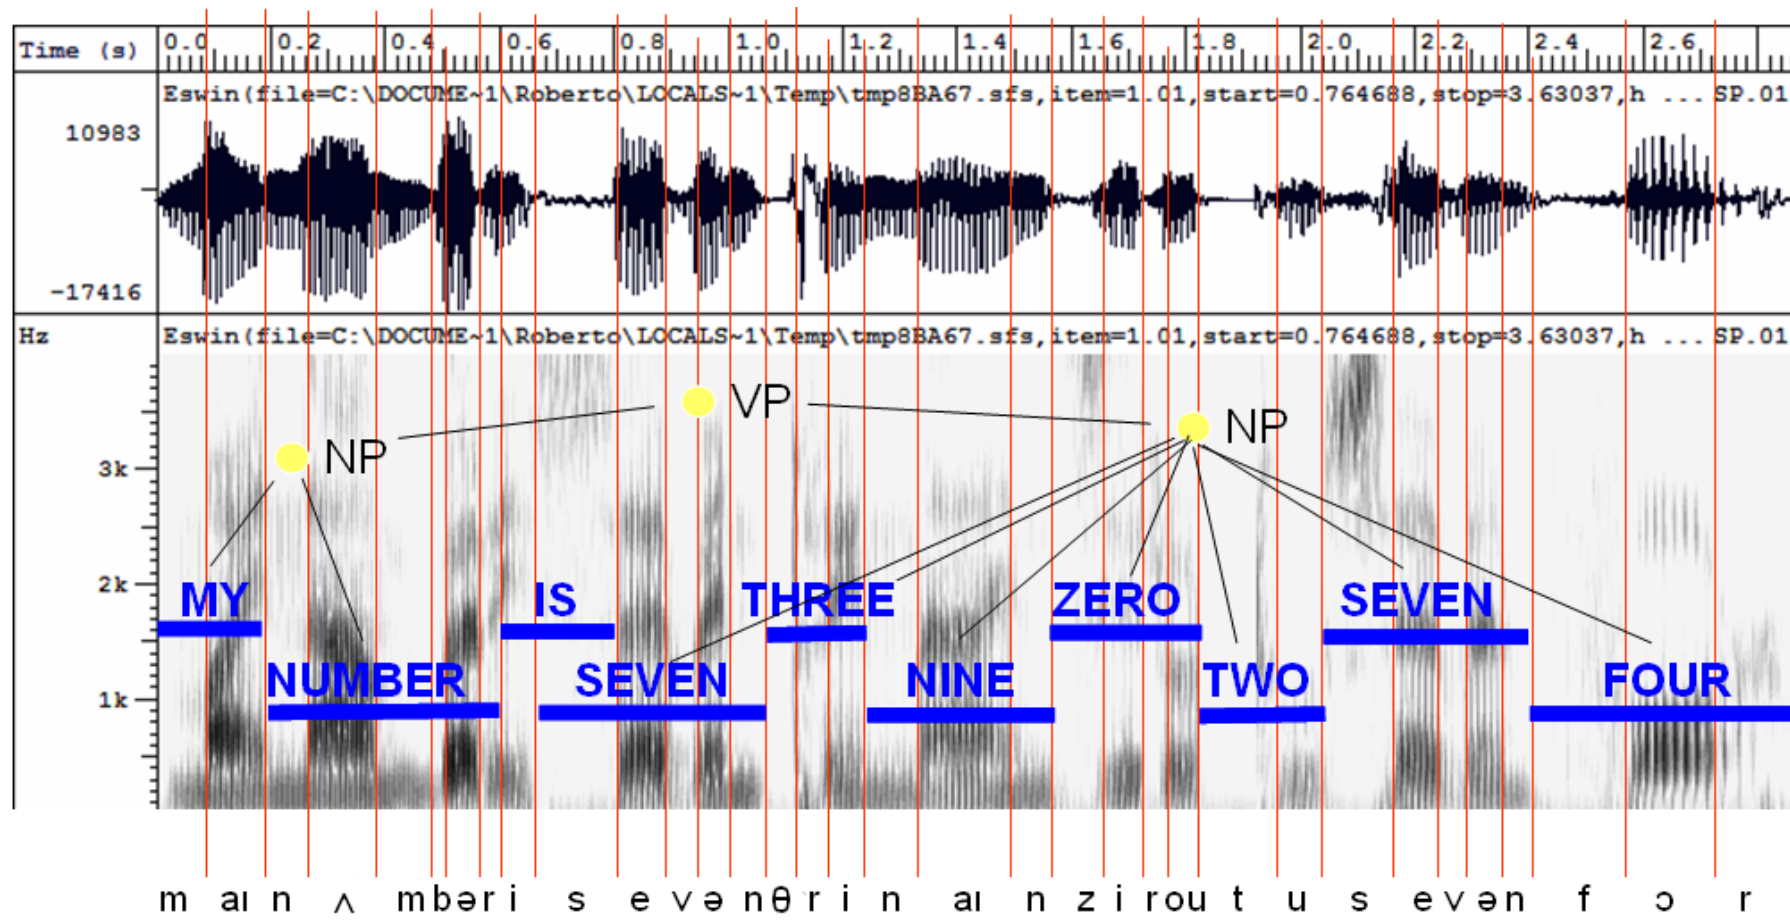 Time (s) 0.0 0.2 0.4 0.6 0.8 1.0 1.2 1.4 1.6 1.8 2.0 2.2 2.4 2.6
Eswin(file=C:\DOCUME~1\Roberto\LOCALS~1\Temp\tmp8BA67.sfs,item=1.01,start=0.764688,stop=3.63037,h ... SP.01
10983
-17416
Hz Eswin(file=C:\DOCUME~1\Roberto\LOCALS~1\Temp\tmp8BA67.sfs,item=1.01,start=0.764688,stop=3.63037,h ... SP.01
VP
NP NP
3k
2k
MY IS THREE ZERO SEVEN
NUMBER SEVEN NINE TWO FOUR
1k
m aı n ʌ m b ə r i s e v ə n θ r i n aı n z i r o u t u s e v ə n f ɔ r